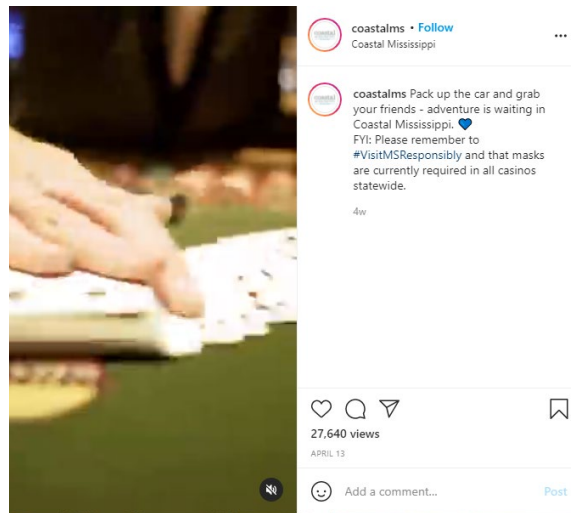 coastalms • Follow
Coastal Mississippi
coastalms Pack up the car and grab
your friends - adventure is waiting in
Coastal Mississippi. 💙
FYI: Please remember to
#VisitMSResponsibly and that masks
are currently required in all casinos
statewide.
4w
27,640 views
APRIL 13
Add a comment...
Post